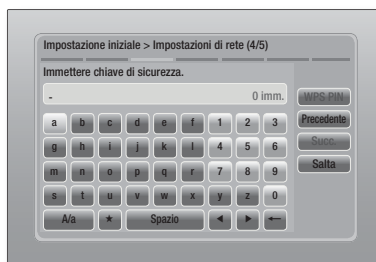 Impostazione iniziale > Impostazioni di rete (4/5)
Immettere chiave di sicurezza.
- 0 imm.
WPS PIN
a b c d e f 1 2 3
Precedente
g h i j k l 4 5 6
Succ.
m n o p q r 7 8 9
Salta
s t u v w x y z 0
A/a ★ Spazio ◀ ▶ ←